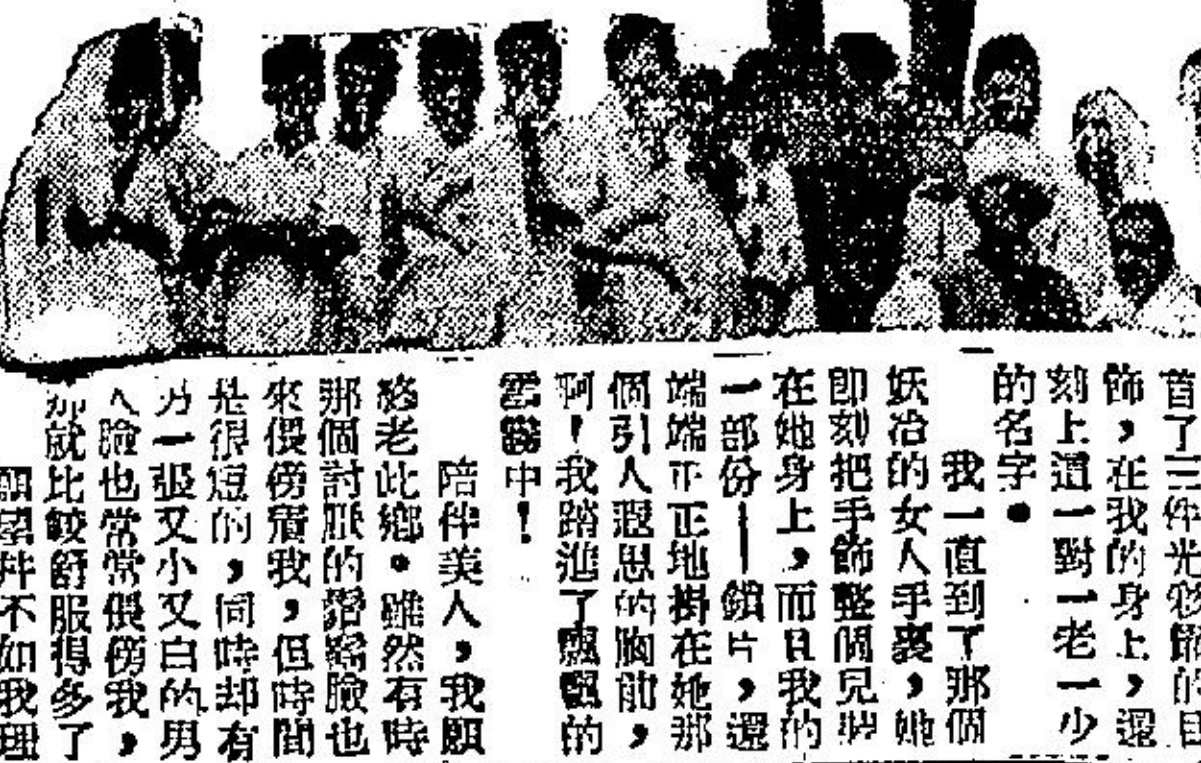 了三件光
飾，在我的身上，還
刻上這一對一老一少
的名字。
我一直到了那個
妖冶的女人手裏，她
即刻把手飾整個兒掛
在她身上，而且我的
一部份——鎖片，還
端端正正地掛在她那
個引人遐思的胸前，
啊！我踏進了飄飄的
雲霧中！
陪伴美人，我願
終老此鄉。雖然有時
那個討厭的臉也
來偎傍着我，但時間
是很短的，同時却有
另一張又小又白的男
人臉也常常偎傍我，
那就比較舒服得多了
願望并不如我理